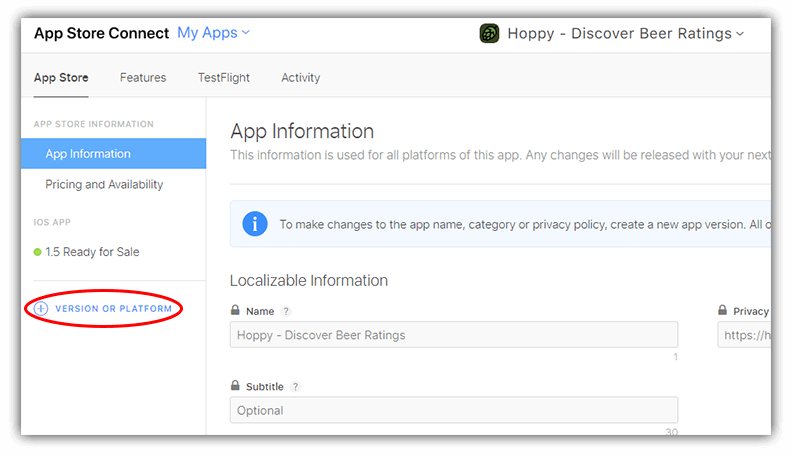 App Store Connect My Apps
Hoppy - Discover Beer Ratings
App Store Features TestFlight Activity
APP STORE INFORMATION
App Information
Pricing and Availability
IOS APP
1.5 Ready for Sale
VERSION OR PLATFORM
App Information
This information is used for all platforms of this app. Any changes will be released with your next
To make changes to the app name, category or privacy policy, create a new app version. All o
Localizable Information
Name ?
Hoppy - Discover Beer Ratings
1
Subtitle ?
Optional
30
Privacy
https://h